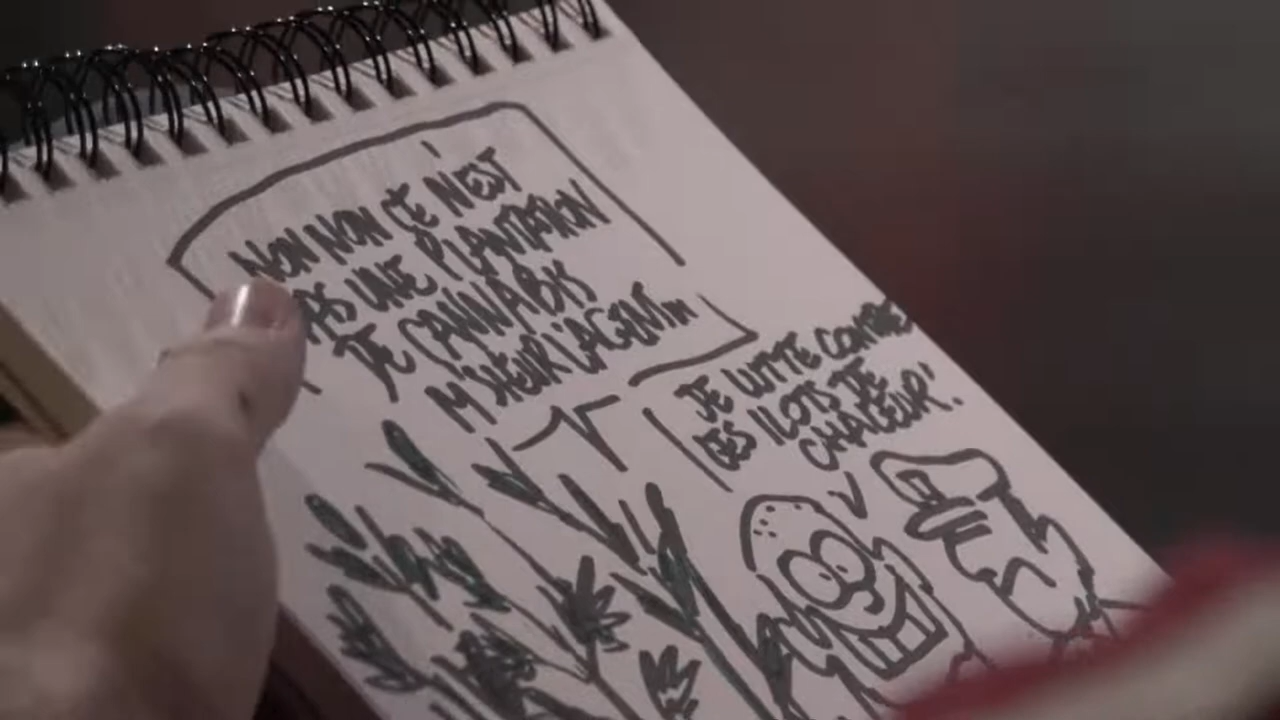 NON NON CE N'EST
PAS UNE PLANTATION
DE CANNABIS
M'SIEUR L'AGENT...
JE LUTTE CONTRE
LES ILOTS DE
CHALEUR!